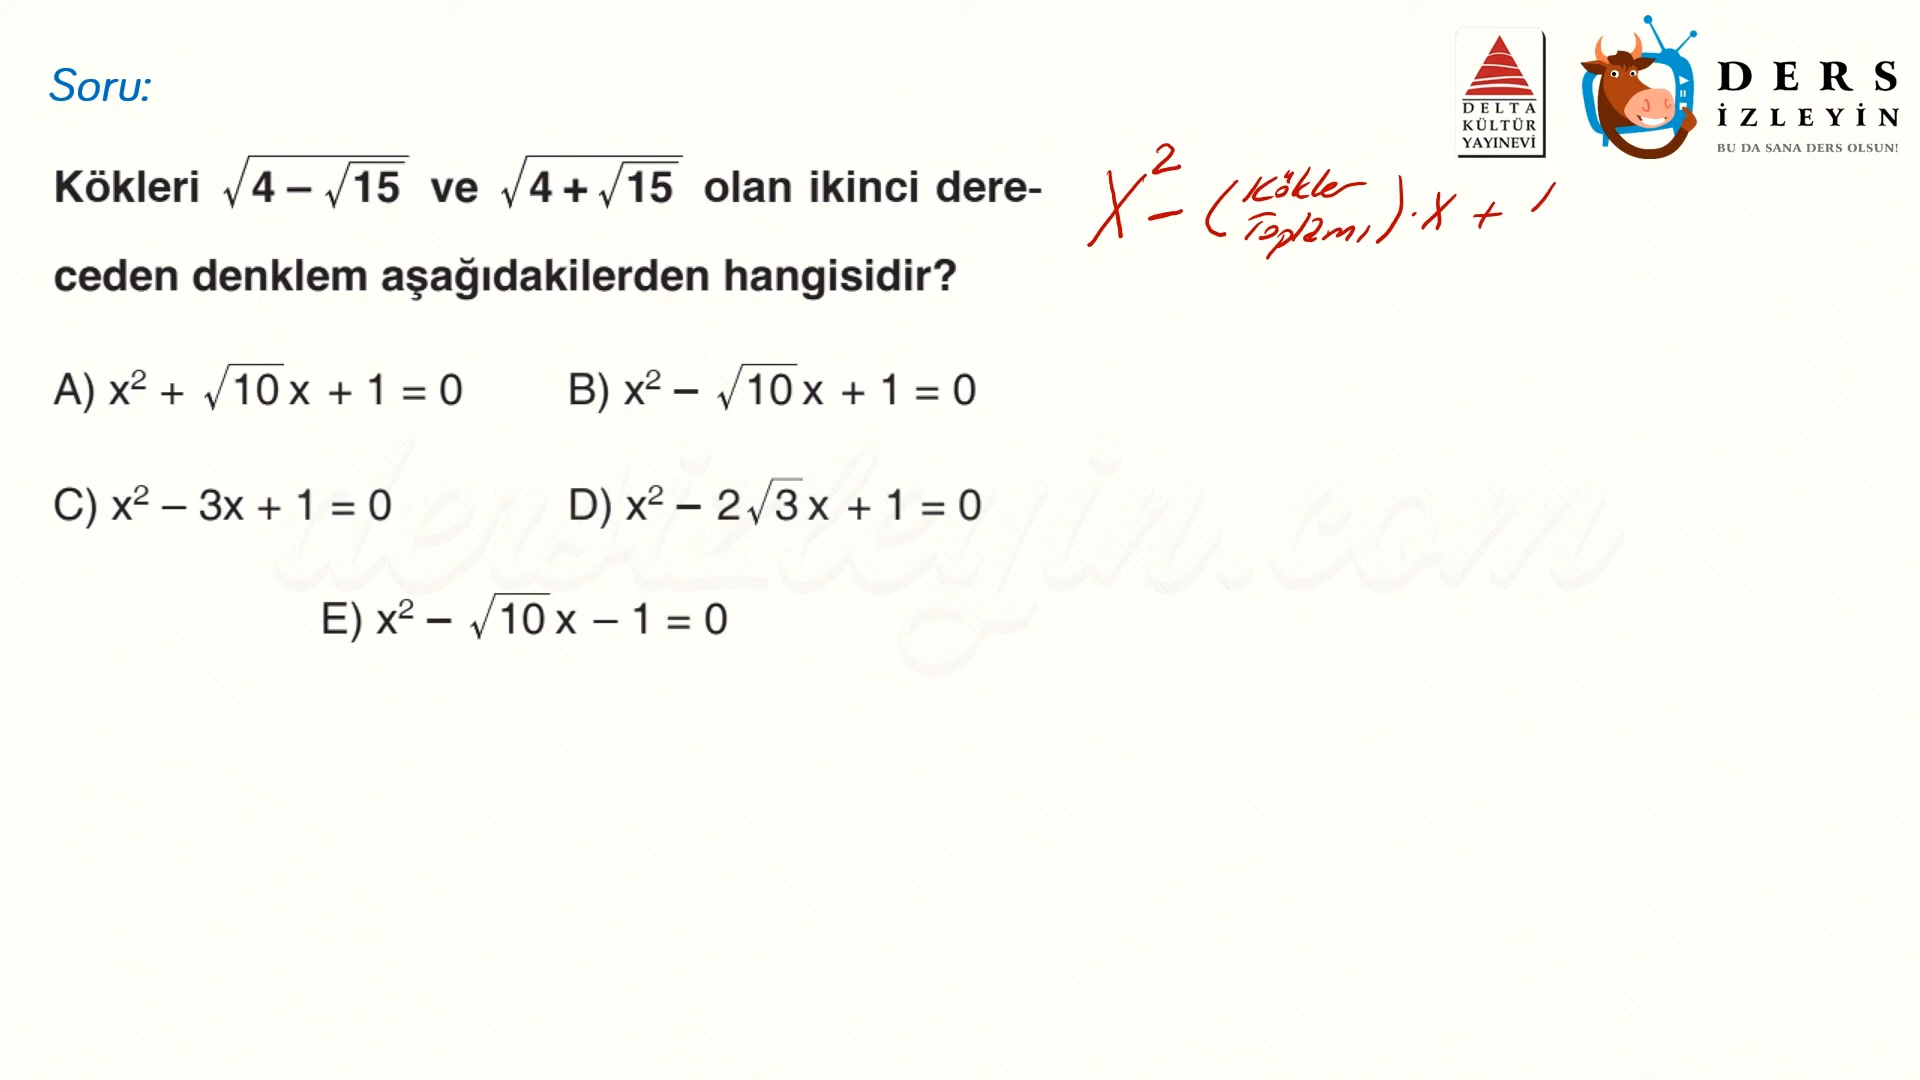 Soru:
DELTA
KÜLTÜR
YAYINEVİ
DERS
İZLEYİN
BU DA SANA DERS OLSUN!
Kökleri √(4 – √15) ve √(4 + √15) olan ikinci dere-
ceden denklem aşağıdakilerden hangisidir?
x² – (Kökler Toplamı).x +
A) x² + √10 x + 1 = 0
B) x² – √10 x + 1 = 0
C) x² – 3x + 1 = 0
D) x² – 2√3 x + 1 = 0
E) x² – √10 x – 1 = 0
dersizleyin.com